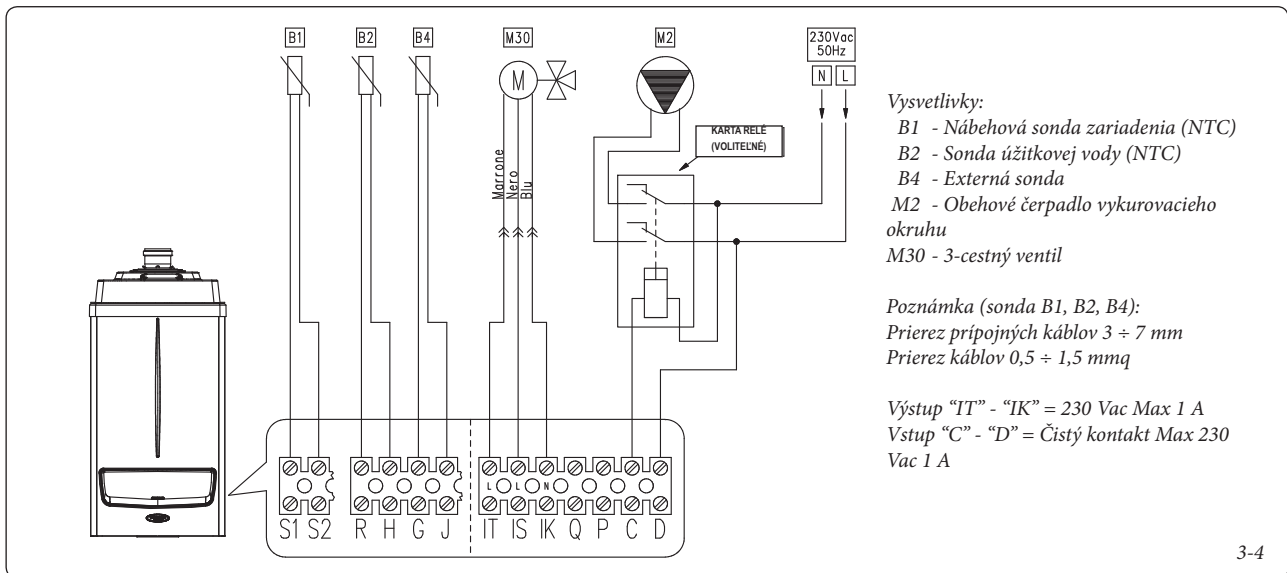 B1
B2
B4
M30
M2
230Vac
50Hz
N L
M
KARTA RELÉ
(VOLITEĽNÉ)
Marrone
Nero
Blu
L L N
S1 S2 R H G J IT IS IK Q P C D
Vysvetlivky:
B1 - Nábehová sonda zariadenia (NTC)
B2 - Sonda úžitkovej vody (NTC)
B4 - Externá sonda
M2 - Obehové čerpadlo vykurovacieho
okruhu
M30 - 3-cestný ventil
Poznámka (sonda B1, B2, B4):
Prierez prípojných káblov 3 ÷ 7 mm
Prierez káblov 0,5 ÷ 1,5 mmq
Výstup “IT” - “IK” = 230 Vac Max 1 A
Vstup “C” - “D” = Čistý kontakt Max 230
Vac 1 A
3-4